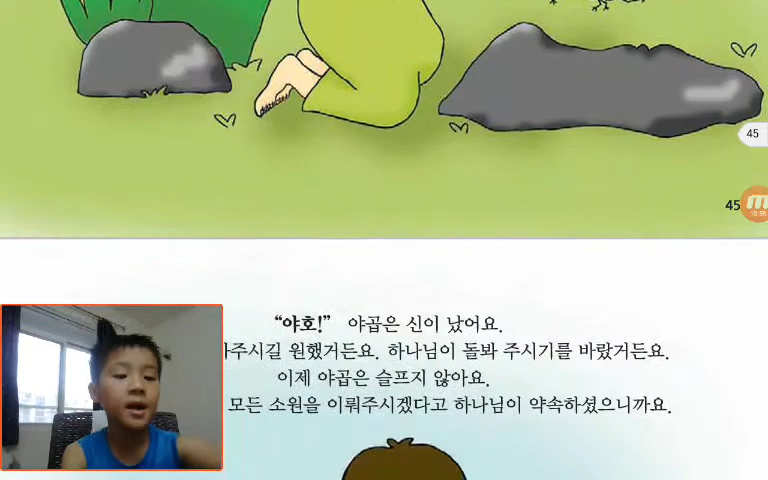 45
45
15:55
"야호!" 야곱은 신이 났어요.
주시길 원했거든요. 하나님이 돌봐 주시기를 바랐거든요.
이제 야곱은 슬프지 않아요.
모든 소원을 이뤄주시겠다고 하나님이 약속하셨으니까요.